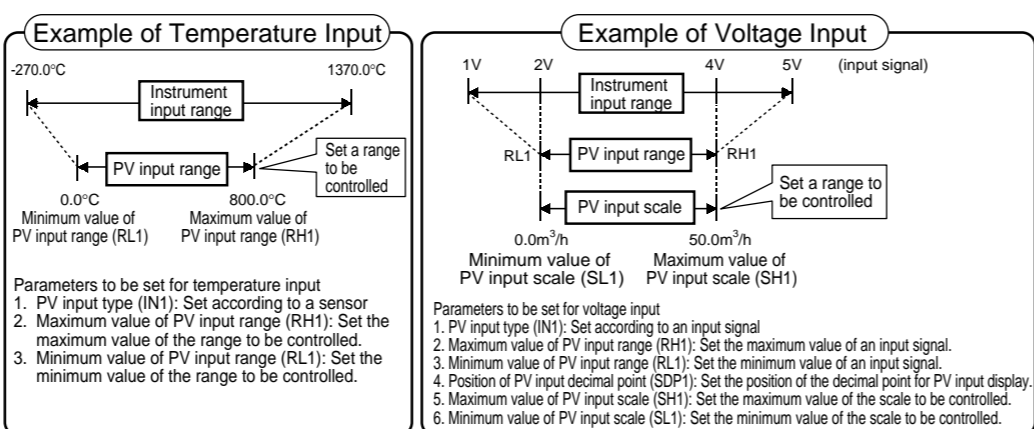 Example of Temperature Input
-270.0°C 1370.0°C
Instrument
input range
PV input range
Set a range
to be
controlled
0.0°C 800.0°C
Minimum value of Maximum value of
PV input range (RL1) PV input range (RH1)
Parameters to be set for temperature input
1. PV input type (IN1): Set according to a sensor
2. Maximum value of PV input range (RH1): Set the
maximum value of the range to be controlled.
3. Minimum value of PV input range (RL1): Set the
minimum value of the range to be controlled.
Example of Voltage Input
1V 2V 4V 5V (input signal)
Instrument
input range
RL1 PV input range RH1
PV input scale
Set a range to
be controlled
0.0m³/h 50.0m³/h
Minimum value of Maximum value of
PV input scale (SL1) PV input scale (SH1)
Parameters to be set for voltage input
1. PV input type (IN1): Set according to an input signal
2. Maximum value of PV input range (RH1): Set the maximum value of an input signal.
3. Minimum value of PV input range (RL1): Set the minimum value of an input signal.
4. Position of PV input decimal point (SDP1): Set the position of the decimal point for PV input display.
5. Maximum value of PV input scale (SH1): Set the maximum value of the scale to be controlled.
6. Minimum value of PV input scale (SL1): Set the minimum value of the scale to be controlled.